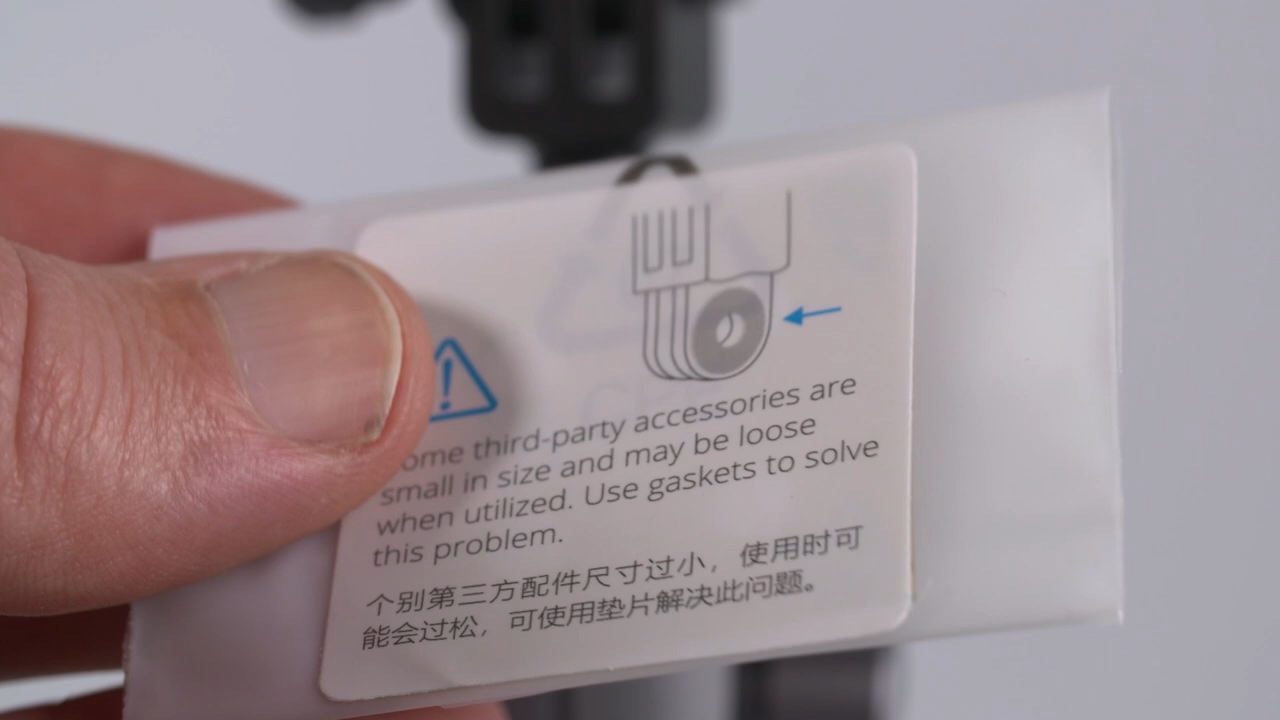 ome third-party accessories are
small in size and may be loose
when utilized. Use gaskets to solve
this problem.
个别第三方配件尺寸过小，使用时可
能会过松，可使用垫片解决此问题。